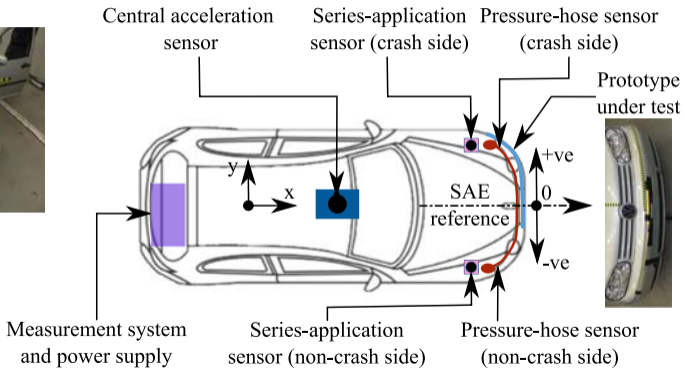 Central acceleration
sensor
Series-application
sensor (crash side)
Pressure-hose sensor
(crash side)
Prototype
under test
+ve
y
x
SAE
reference
0
-ve
Measurement system
and power supply
Series-application
sensor (non-crash side)
Pressure-hose sensor
(non-crash side)